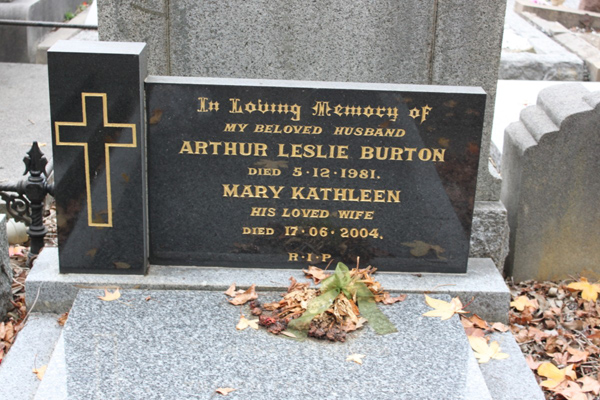 In Loving Memory of
MY BELOVED HUSBAND
ARTHUR LESLIE BURTON
DIED 5·12·1981.
MARY KATHLEEN
HIS LOVED WIFE
DIED 17·06·2004.
R·I·P